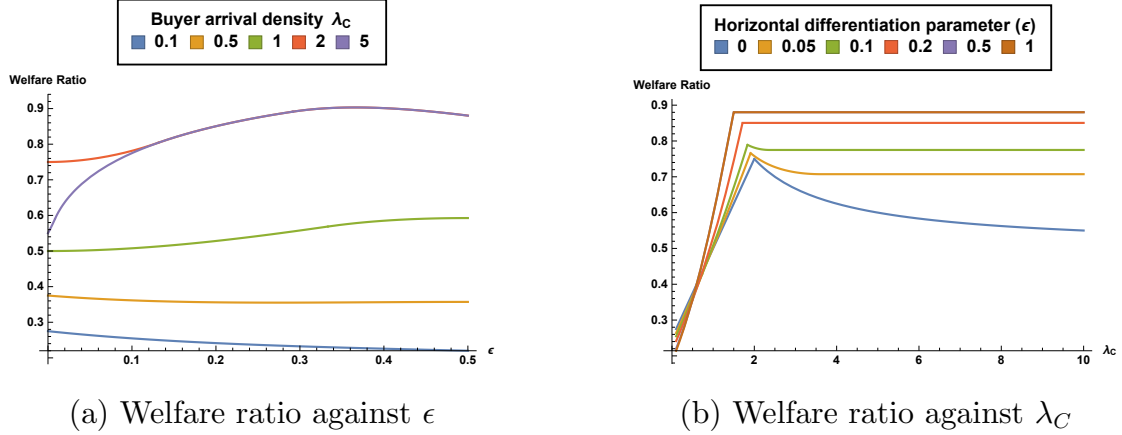 Buyer arrival density λC
0.1 0.5 1 2 5
Welfare Ratio
0.9
0.8
0.7
0.6
0.5
0.4
0.3
0.1 0.2 0.3 0.4 0.5 ϵ
(a) Welfare ratio against ϵ
Horizontal differentiation parameter (ϵ)
0 0.05 0.1 0.2 0.5 1
Welfare Ratio
0.9
0.8
0.7
0.6
0.5
0.4
0.3
0 2 4 6 8 10 λC
(b) Welfare ratio against λC